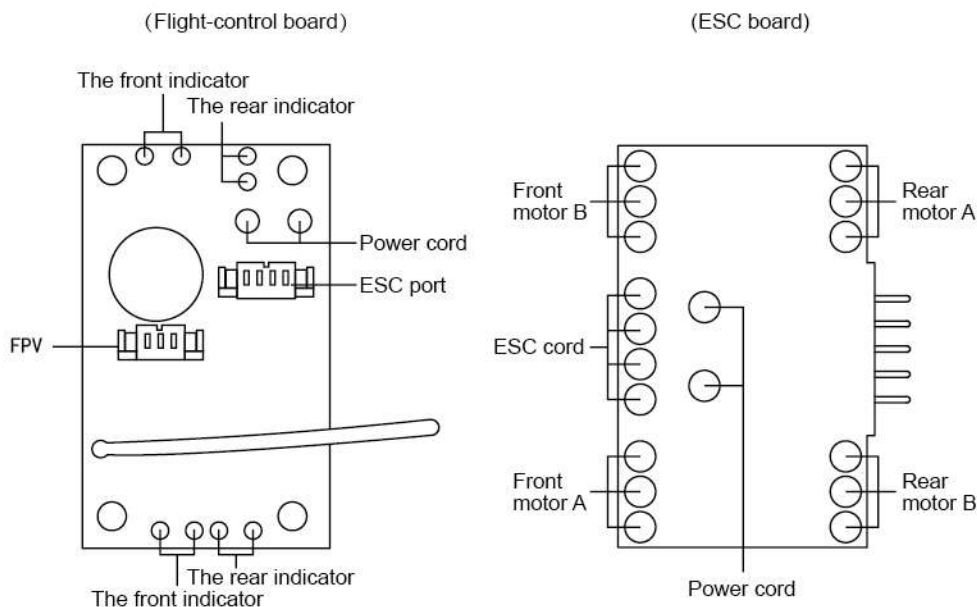 (Flight-control board)
(ESC board)
The front indicator
The rear indicator
Power cord
ESC port
FPV
The rear indicator
The front indicator
Front
motor B
Rear
motor A
ESC cord
Front
motor A
Rear
motor B
Power cord